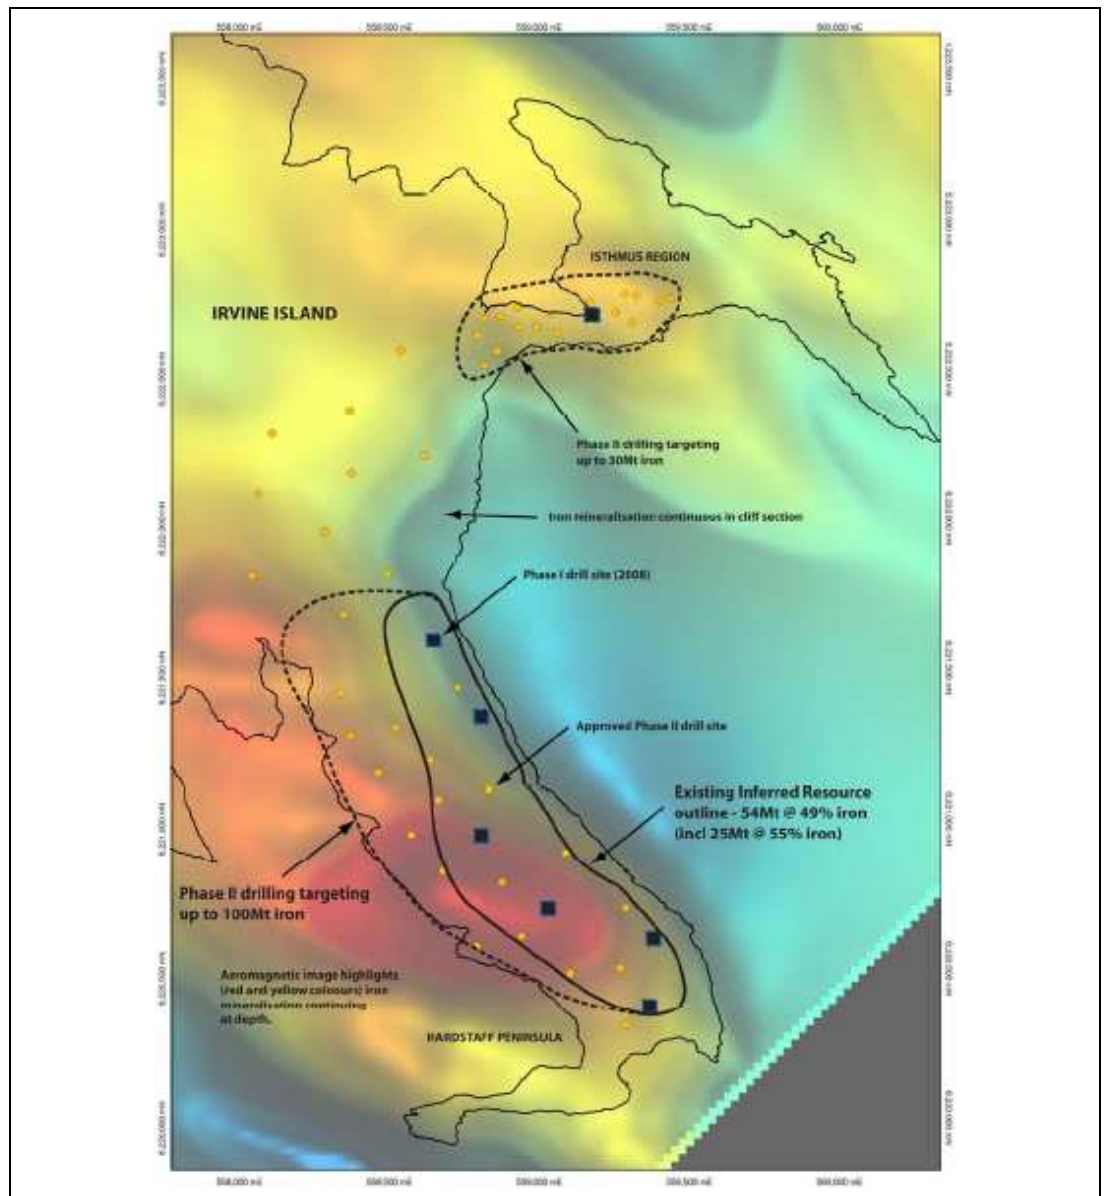 ISTHMUS REGION
IRVINE ISLAND
Phase II drilling targeting
up to 30Mt iron
Iron mineralisation continuous in cliff section
Phase I drill site (2008)
Approved Phase II drill site
Existing Inferred Resource
outline - 54Mt @ 49% iron
(incl 25Mt @ 55% iron)
Phase II drilling targeting
up to 100Mt iron
Aeromagnetic image highlights
(red and yellow colours) iron
mineralisation continuing
at depth.
HARDSTAFF PENINSULA